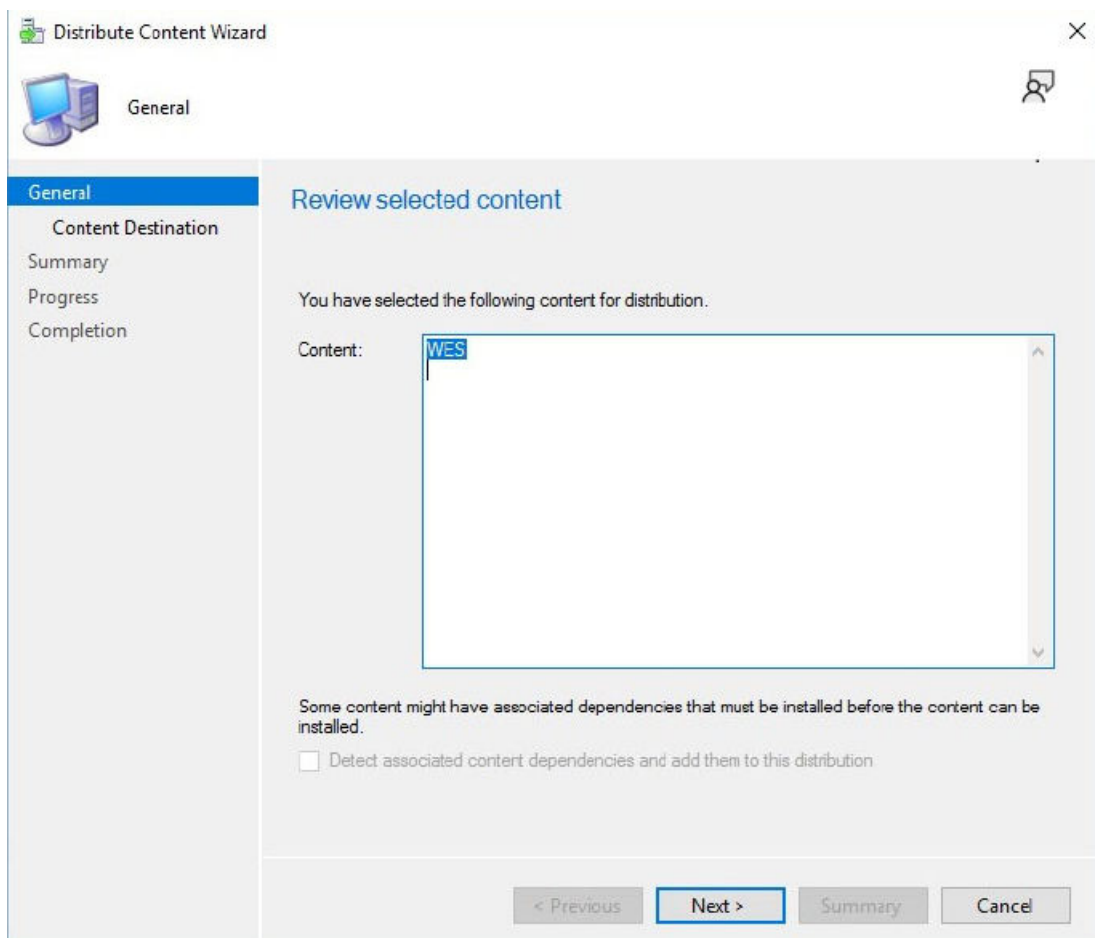 Distribute Content Wizard
General
General
Content Destination
Summary
Progress
Completion
Review selected content
You have selected the following content for distribution.
Content:
WES
Some content might have associated dependencies that must be installed before the content can be
installed.
Detect associated content dependencies and add them to this distribution
< Previous
Next >
Summary
Cancel